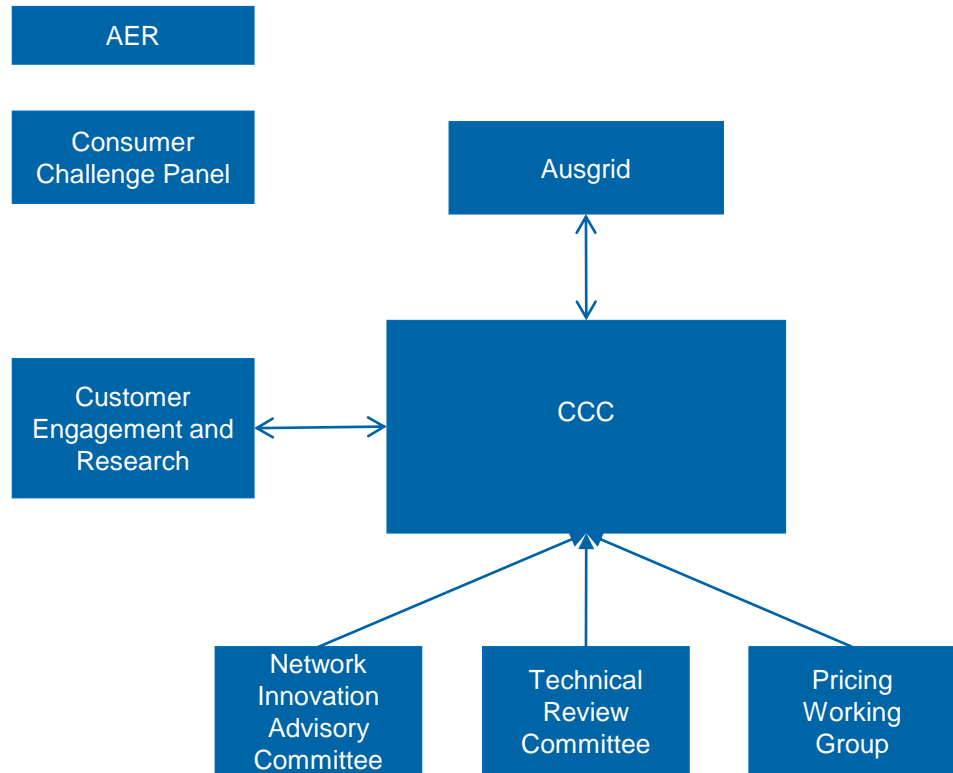 AER
Consumer
Challenge Panel
Ausgrid
Customer
Engagement and
Research
CCC
Network
Innovation
Advisory
Committee
Technical
Review
Committee
Pricing
Working
Group